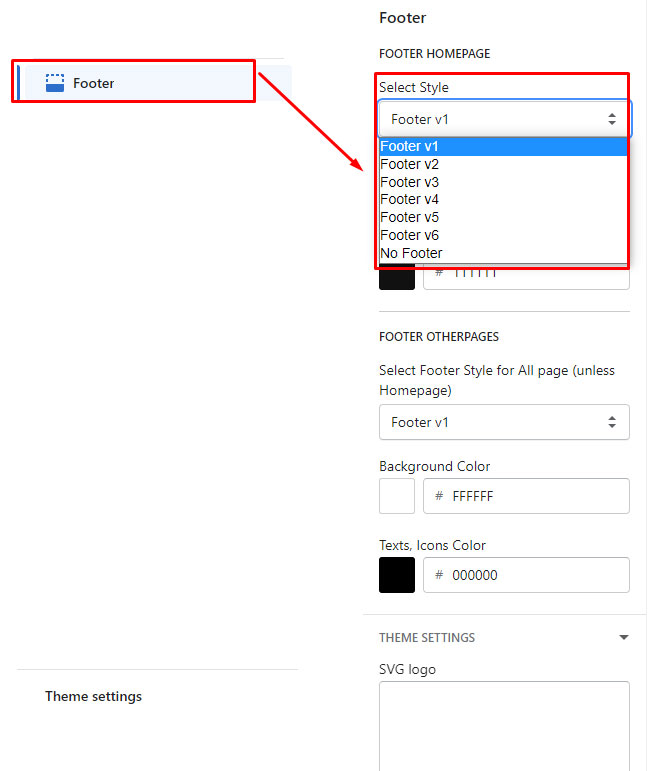 Footer
Footer
FOOTER HOMEPAGE
Select Style
Footer v1
Footer v1
Footer v2
Footer v3
Footer v4
Footer v5
Footer v6
No Footer
#
FOOTER OTHERPAGES
Select Footer Style for All page (unless
Homepage)
Footer v1
Background Color
# FFFFFF
Texts, Icons Color
# 000000
THEME SETTINGS
SVG logo
Theme settings